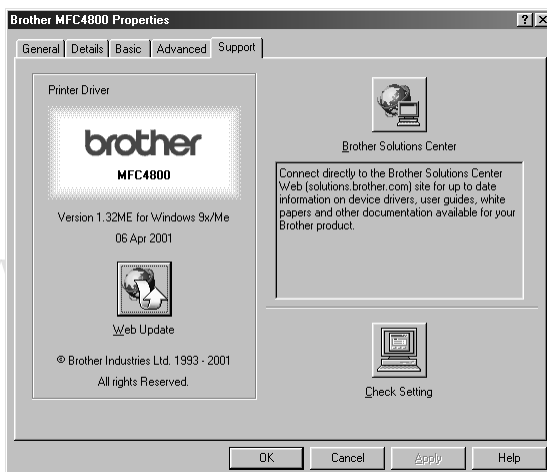 Brother MFC4800 Properties
General Details Basic Advanced Support
Printer Driver
brother
MFC4800
Version 1.32ME for Windows 9x/Me
06 Apr 2001
Web Update
© Brother Industries Ltd. 1993 - 2001
All rights Reserved.
Brother Solutions Center
Connect directly to the Brother Solutions Center
Web (solutions.brother.com) site for up to date
information on device drivers, user guides, white
papers and other documentation available for your
Brother product.
Check Setting
OK Cancel Apply Help